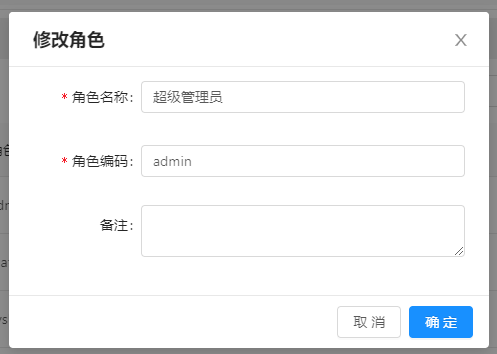 修改角色
* 角色名称:
超级管理员
* 角色编码:
admin
备注:
取 消
确 定